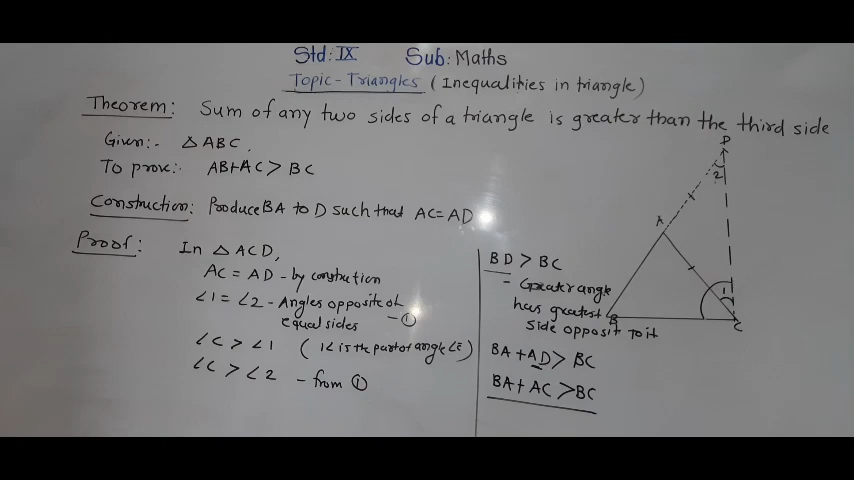 Std: IX Sub: Maths
Topic - Triangles (Inequalities in triangle)
Theorem: Sum of any two sides of a triangle is greater than the third side
Given:- △ABC.
To prove:- AB+AC > BC
Construction: Produce BA to D such that AC = AD
Proof: In △ACD,
AC = AD - by constrution
∠1 = ∠2 - Angles opposite of
equal sides - ①
∠C > ∠1 (1∠ is the part of angle ∠C)
∠C > ∠2 - from ①
BD > BC
- Greater angle
has greatest
side opposit to it
BA + AD > BC
BA + AC > BC
D
2
A
1
B
C